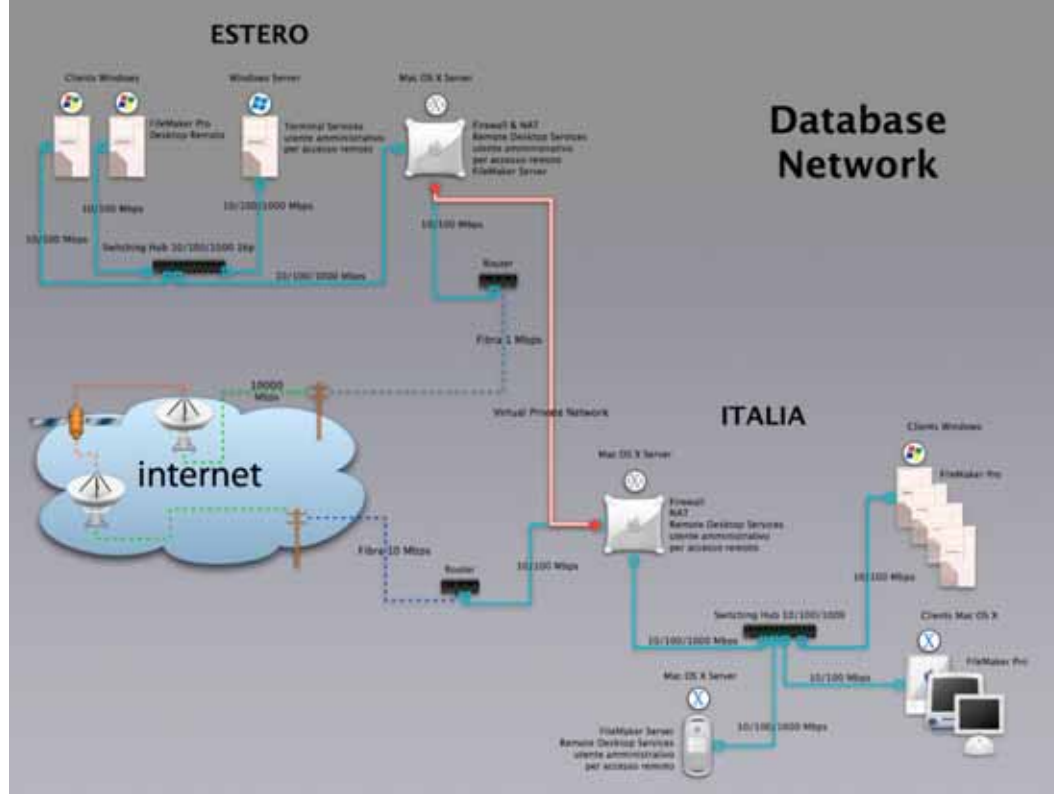 ESTERO
Database
Network
Clients Windows
Windows Server
Mac OS X Server
FileMaker Pro
Desktop Remoto
Terminal Services
utente amministrativo
per accesso remoto
Firewall & NAT
Remote Desktop Services
utente amministrativo
per accesso remoto
FileMaker Server
10/100 Mbps
10/100/1000 Mbps
10/100 Mbps
10/100 Mbps
Switching Hub 10/100/1000
10/100/1000 Mbps
Router
Fibra 1 Mbps
10000
Mbps
Virtual Private Network
ITALIA
internet
Clients Windows
FileMaker Pro
Mac OS X Server
Firewall
NAT
Remote Desktop Services
utente amministrativo
per accesso remoto
Fibra 10 Mbps
Router
10/100 Mbps
10/100 Mbps
Switching Hub 10/100/1000
Clients Mac OS X
10/100/1000 Mbps
FileMaker Pro
Mac OS X Server
10/100 Mbps
10/100/1000 Mbps
FileMaker Server
Remote Desktop Services
utente amministrativo
per accesso remoto